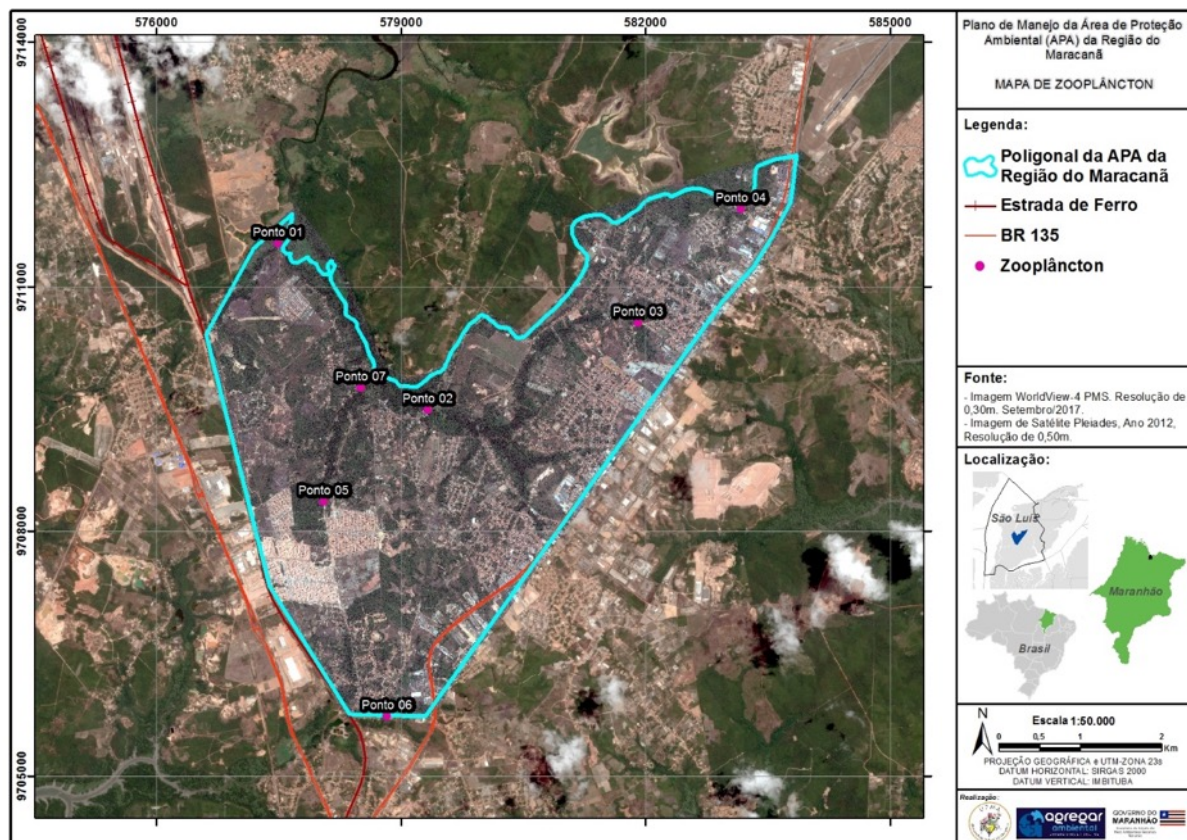 576000
579000
582000
585000
9714000
9711000
9708000
9705000
Ponto 01
Ponto 04
Ponto 03
Ponto 07
Ponto 02
Ponto 05
Ponto 06
Plano de Manejo da Área de Proteção
Ambiental (APA) da Região do
Maracanã
MAPA DE ZOOPLÂNCTON
Legenda:
Poligonal da APA da
Região do Maracanã
Estrada de Ferro
BR 135
Zooplâncton
Fonte:
- Imagem WorldView-4 PMS. Resolução de
0,30m. Setembro/2017.
- Imagem de Satélite Pleiades, Ano 2012,
Resolução de 0,50m.
Localização:
São Luís
Maranhão
Brasil
N
Escala 1:50.000
0 0,5 1 2
Km
PROJEÇÃO GEOGRÁFICA e UTM-ZONA 23s
DATUM HORIZONTAL: SIRGAS 2000
DATUM VERTICAL: IMBITUBA
Realização:
agregar
ambiental
GOVERNO DO
MARANHÃO